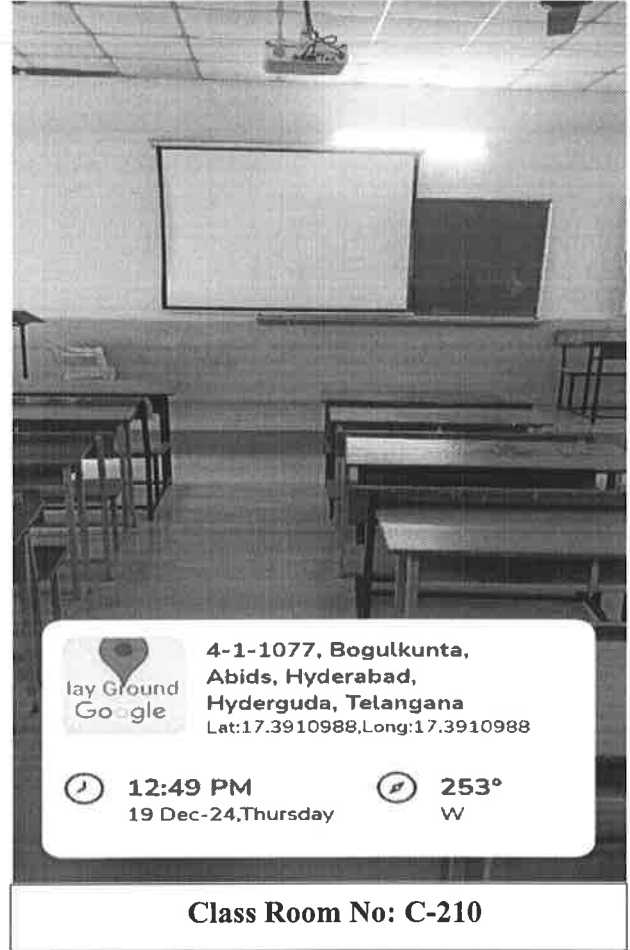 lay Ground
Google
4-1-1077, Bogulkunta,
Abids, Hyderabad,
Hyderguda, Telangana
Lat:17.3910988,Long:17.3910988
12:49 PM
19 Dec-24,Thursday
253°
W
Class Room No: C-210